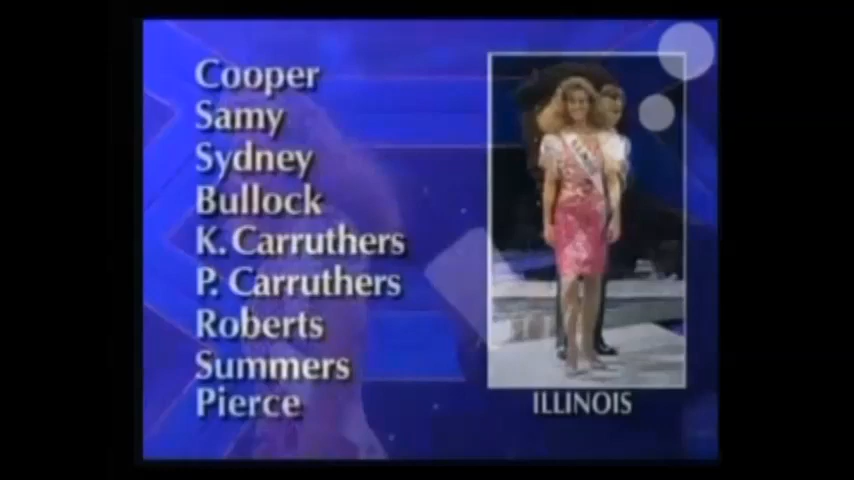 Cooper
Samy
Sydney
Bullock
K. Carruthers
P. Carruthers
Roberts
Summers
Pierce
ILLINOIS